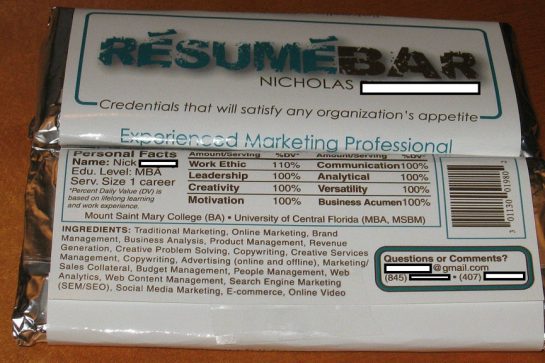 RÉSUMÉBAR
NICHOLAS
Credentials that will satisfy any organization's appetite
Experienced Marketing Professional
Personal Facts
Name: Nick
Edu. Level: MBA
Serv. Size 1 career
*Percent Daily Value (DV) is
based on lifelong learning
and work experience.
Amount/Serving %DV*
Work Ethic 110%
Leadership 100%
Creativity 100%
Motivation 100%
Amount/Serving %DV*
Communication 100%
Analytical 100%
Versatility 100%
Business Acumen 100%
Mount Saint Mary College (BA) • University of Central Florida (MBA, MSBM)
INGREDIENTS: Traditional Marketing, Online Marketing, Brand
Management, Business Analysis, Product Management, Revenue
Generation, Creative Problem Solving, Copywriting, Creative Services
Management, Copywriting, Advertising (online and offline), Marketing/
Sales Collateral, Budget Management, People Management, Web
Analytics, Web Content Management, Search Engine Marketing
(SEM/SEO), Social Media Marketing, E-commerce, Online Video
Questions or Comments?
@gmail.com
(845) • (407)